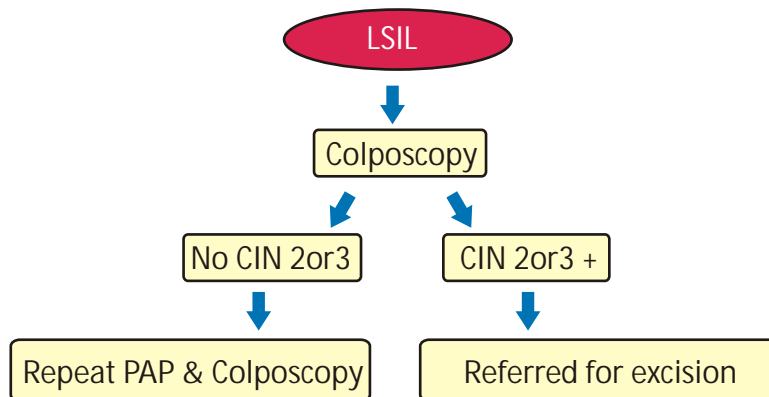 LSIL
Colposcopy
No CIN 2or3
CIN 2or3 +
Repeat PAP & Colposcopy
Referred for excision